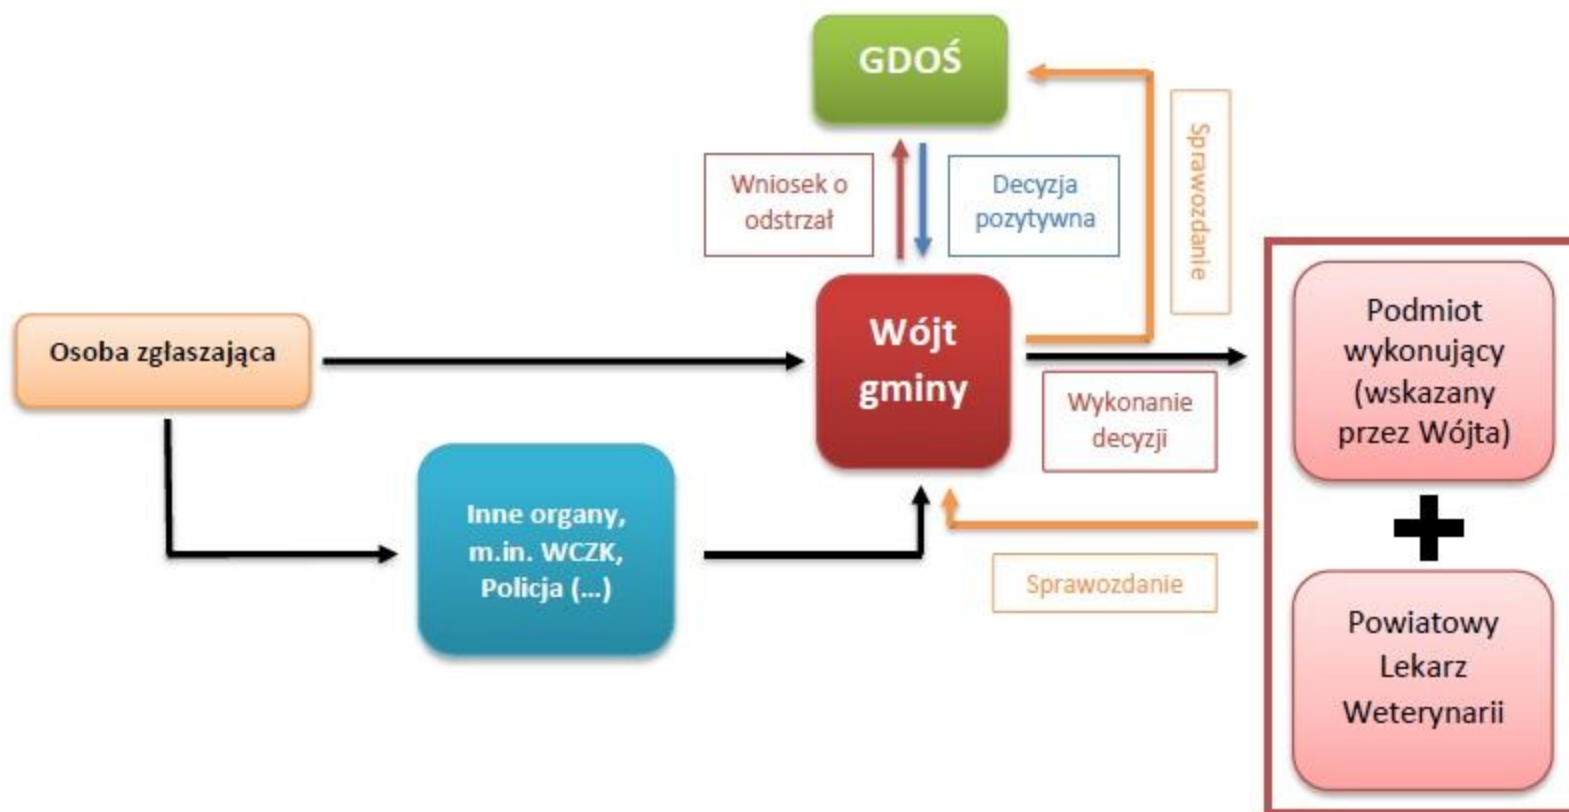 GDOŚ
Wniosek o
odstrzał
Decyzja
pozytywna
Sprawozdanie
Osoba zgłaszająca
Wójt
gminy
Wykonanie
decyzji
Podmiot
wykonujący
(wskazany
przez Wójta)
Inne organy,
m.in. WCZK,
Policja (...)
Sprawozdanie
Powiatowy
Lekarz
Weterynarii